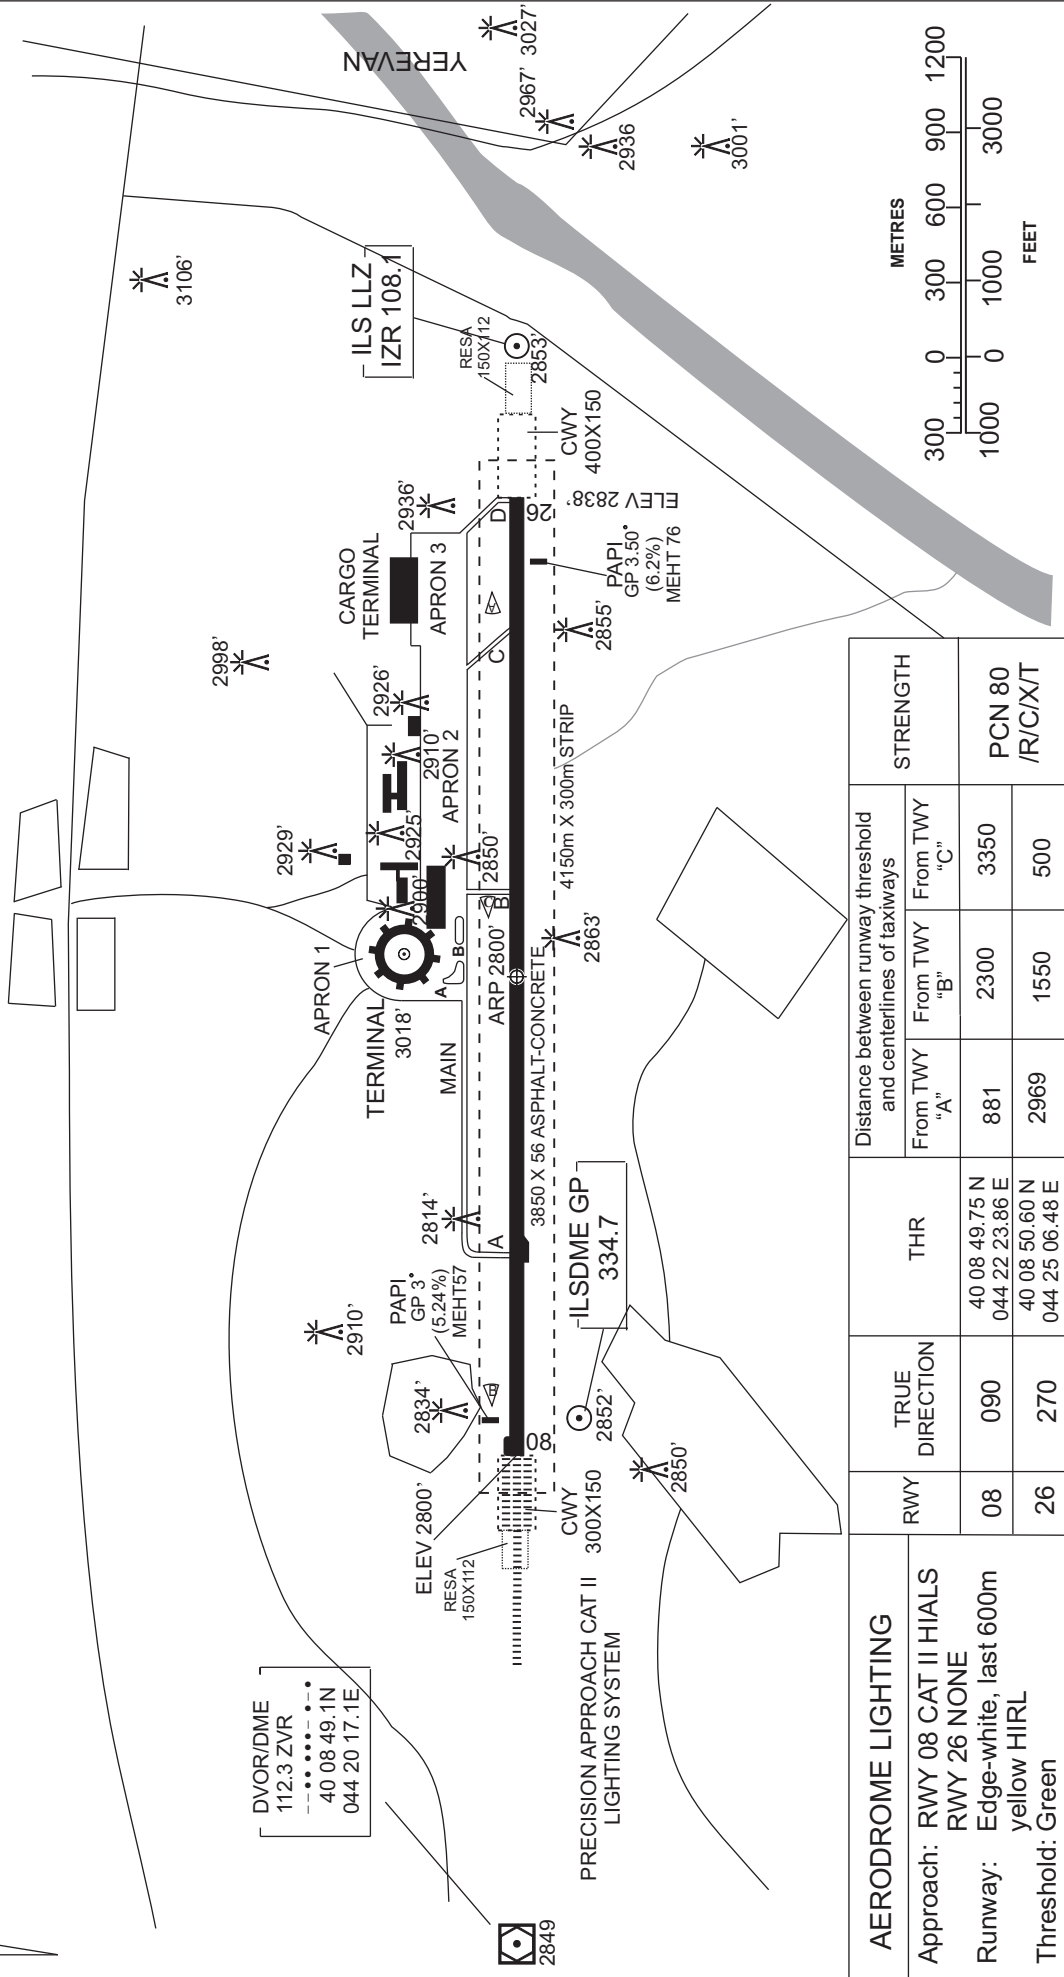 YEREVAN
3027'
2967'
2936
3001'
3106'
METRES
300 0 300 600 900 1200
1000 0 1000 3000
FEET
ILS LLZ
IZR 108.1
RESA
150X112
2853'
CWY
400X150
2936'
CARGO
TERMINAL
APRON 3
D
26
ELEV 2838'
PAPI
GP 3.50°
(6.2%)
MEHT 76
2998'
2926'
2910'
APRON 2
C
2855'
2929'
2925'
2850'
2900'
B
4150m X 300m STRIP
2863'
APRON 1
TERMINAL
3018'
A
B
ARP 2800'
MAIN
3850 X 56 ASPHALT-CONCRETE
2814'
A
ILSDME GP
334.7
2910'
PAPI
GP 3°
(5.24%)
MEHT57
2834'
B
08
2852'
2850'
ELEV 2800'
RESA
150X112
CWY
300X150
PRECISION APPROACH CAT II
LIGHTING SYSTEM
DVOR/DME
112.3 ZVR
--•• •••- •-•
40 08 49.1N
044 20 17.1E
2849
AERODROME LIGHTING
Approach: RWY 08 CAT II HIALS
RWY 26 NONE
Runway: Edge-white, last 600m
yellow HIRL
Threshold: Green
RWY
TRUE
DIRECTION
THR
Distance between runway threshold
and centerlines of taxiways
From TWY
"A"
From TWY
"B"
From TWY
"C"
STRENGTH
08 090 40 08 49.75 N
044 22 23.86 E 881 2300 3350
26 270 40 08 50.60 N
044 25 06.48 E 2969 1550 500
PCN 80
/R/C/X/T